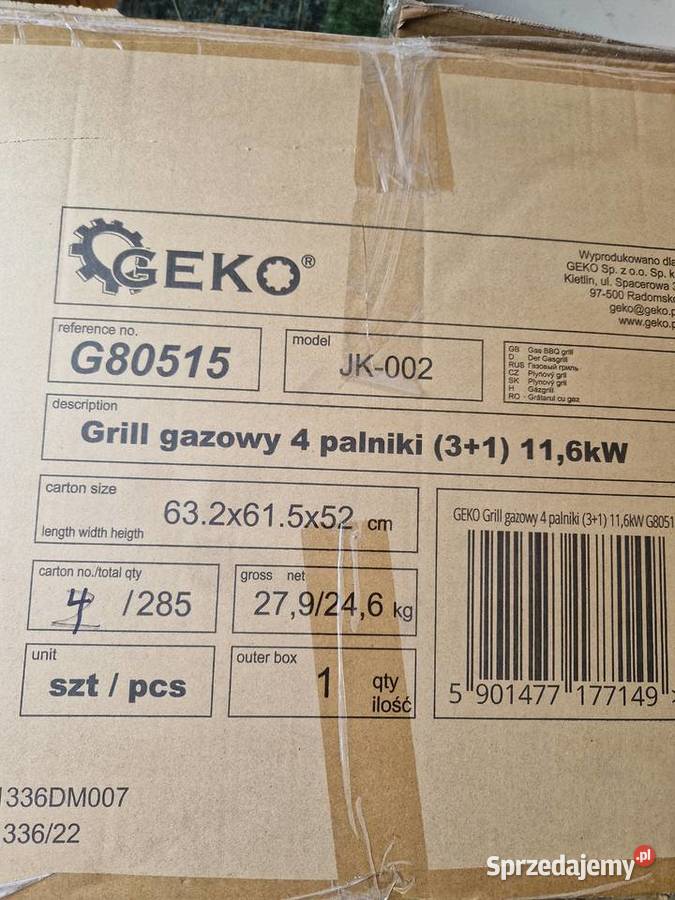 GEKO®
Wyprodukowano dla
GEKO Sp. z o.o. Sp. k
Kietlin, ul. Spacerowa 3
97-500 Radomsko
geko@geko.p
www.geko.p
reference no.
G80515
model
JK-002
GB Gas BBQ grill
D Der Gasgrill
RUS Газовый гриль
CZ Plynový gril
SK Plynový gril
H Gázgrill
RO - Grătarul cu gaz
description
Grill gazowy 4 palniki (3+1) 11,6kW
carton size
63.2x61.5x52 cm
length width heigth
GEKO Grill gazowy 4 palniki (3+1) 11,6kW G8051
5 901477 177149 >
carton no./total qty
4 /285
gross net
27,9/24,6 kg
unit
szt / pcs
outer box
1 qty
ilość
1336DM007
336/22
Sprzedajemy.pl